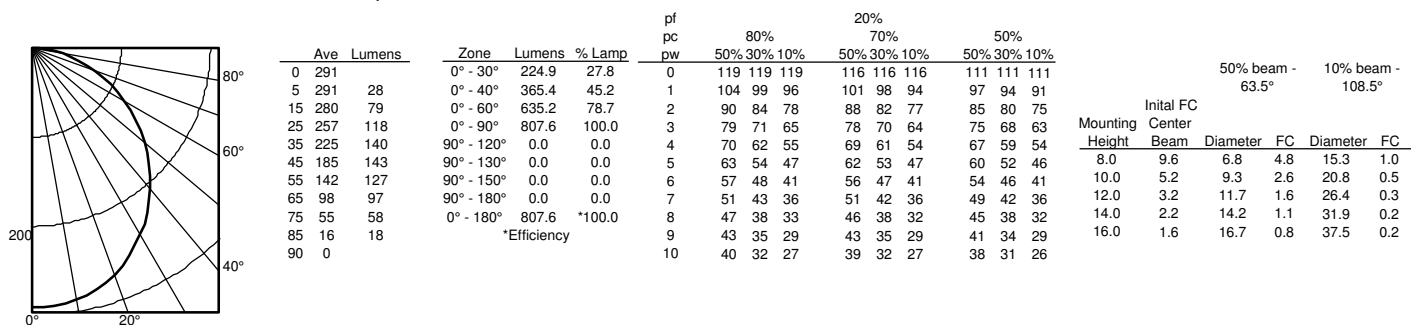 80°
60°
40°
20°
0°
200
Ave Lumens
0 291
5 291 28
15 280 79
25 257 118
35 225 140
45 185 143
55 142 127
65 98 97
75 55 58
85 16 18
90 0
Zone Lumens % Lamp
0° - 30° 224.9 27.8
0° - 40° 365.4 45.2
0° - 60° 635.2 78.7
0° - 90° 807.6 100.0
90° - 120° 0.0 0.0
90° - 130° 0.0 0.0
90° - 150° 0.0 0.0
90° - 180° 0.0 0.0
0° - 180° 807.6 *100.0
*Efficiency
pf 20%
pc 80% 70% 50%
pw 50% 30% 10% 50% 30% 10% 50% 30% 10%
0 119 119 119 116 116 116 111 111 111
1 104 99 96 101 98 94 97 94 91
2 90 84 78 88 82 77 85 80 75
3 79 71 65 78 70 64 75 68 63
4 70 62 55 69 61 54 67 59 54
5 63 54 47 62 53 47 60 52 46
6 57 48 41 56 47 41 54 46 41
7 51 43 36 51 42 36 49 42 36
8 47 38 33 46 38 32 45 38 32
9 43 35 29 43 35 29 41 34 29
10 40 32 27 39 32 27 38 31 26
50% beam - 10% beam -
63.5° 108.5°
Inital FC
Mounting Center
Height Beam Diameter FC Diameter FC
8.0 9.6 6.8 4.8 15.3 1.0
10.0 5.2 9.3 2.6 20.8 0.5
12.0 3.2 11.7 1.6 26.4 0.3
14.0 2.2 14.2 1.1 31.9 0.2
16.0 1.6 16.7 0.8 37.5 0.2